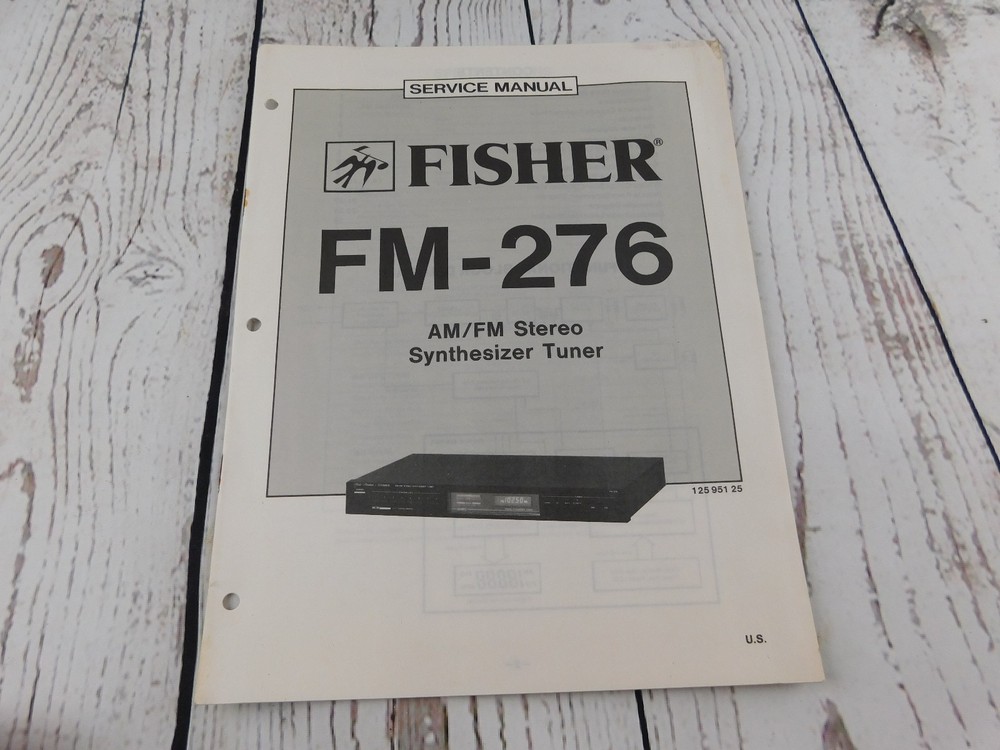 SERVICE MANUAL
FISHER®
FM-276
AM/FM Stereo
Synthesizer Tuner
125 951 25
U.S.